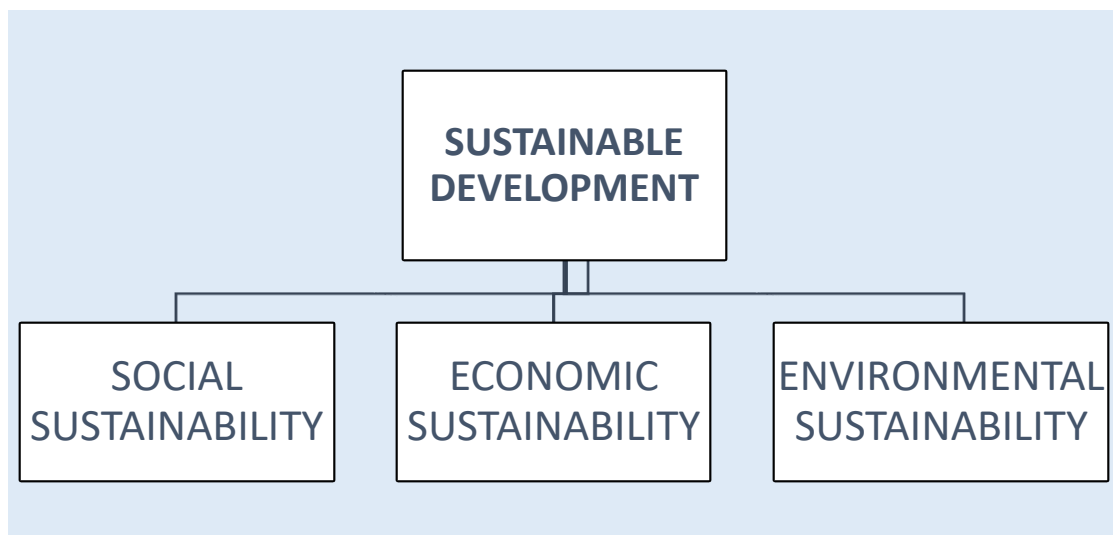 SUSTAINABLE
DEVELOPMENT
SOCIAL
SUSTAINABILITY
ECONOMIC
SUSTAINABILITY
ENVIRONMENTAL
SUSTAINABILITY